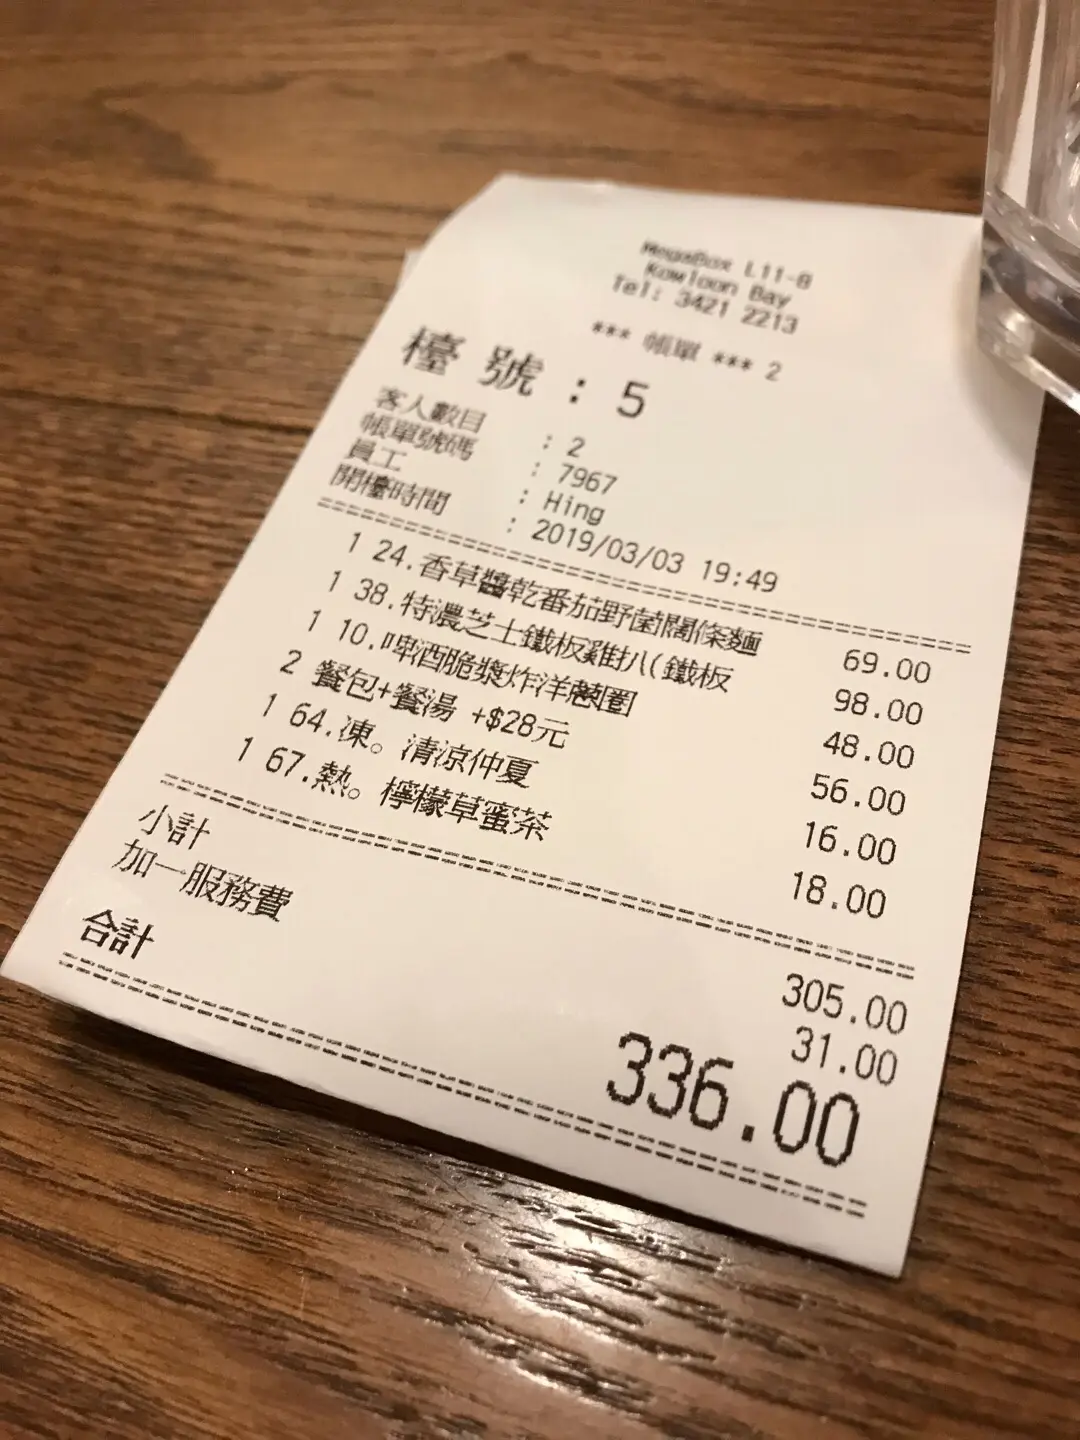 MegaBox L11-B
Kowloon Bay
Tel: 3421 2213
*** 帳單 *** 2
檯號 : 5
客人數目 : 2
帳單號碼 : 7967
員工 : Hing
開檯時間 : 2019/03/03 19:49
1 24.香草醬乾番茄野菌闊條麵 69.00
1 38.特濃芝士鐵板雞扒(鐵板 98.00
1 10.啤酒脆漿炸洋蔥圈 48.00
2 餐包+餐湯 +$28元 56.00
1 64.凍。清涼仲夏 16.00
1 67.熱。檸檬草蜜茶 18.00
小計 305.00
加一服務費 31.00
合計 336.00